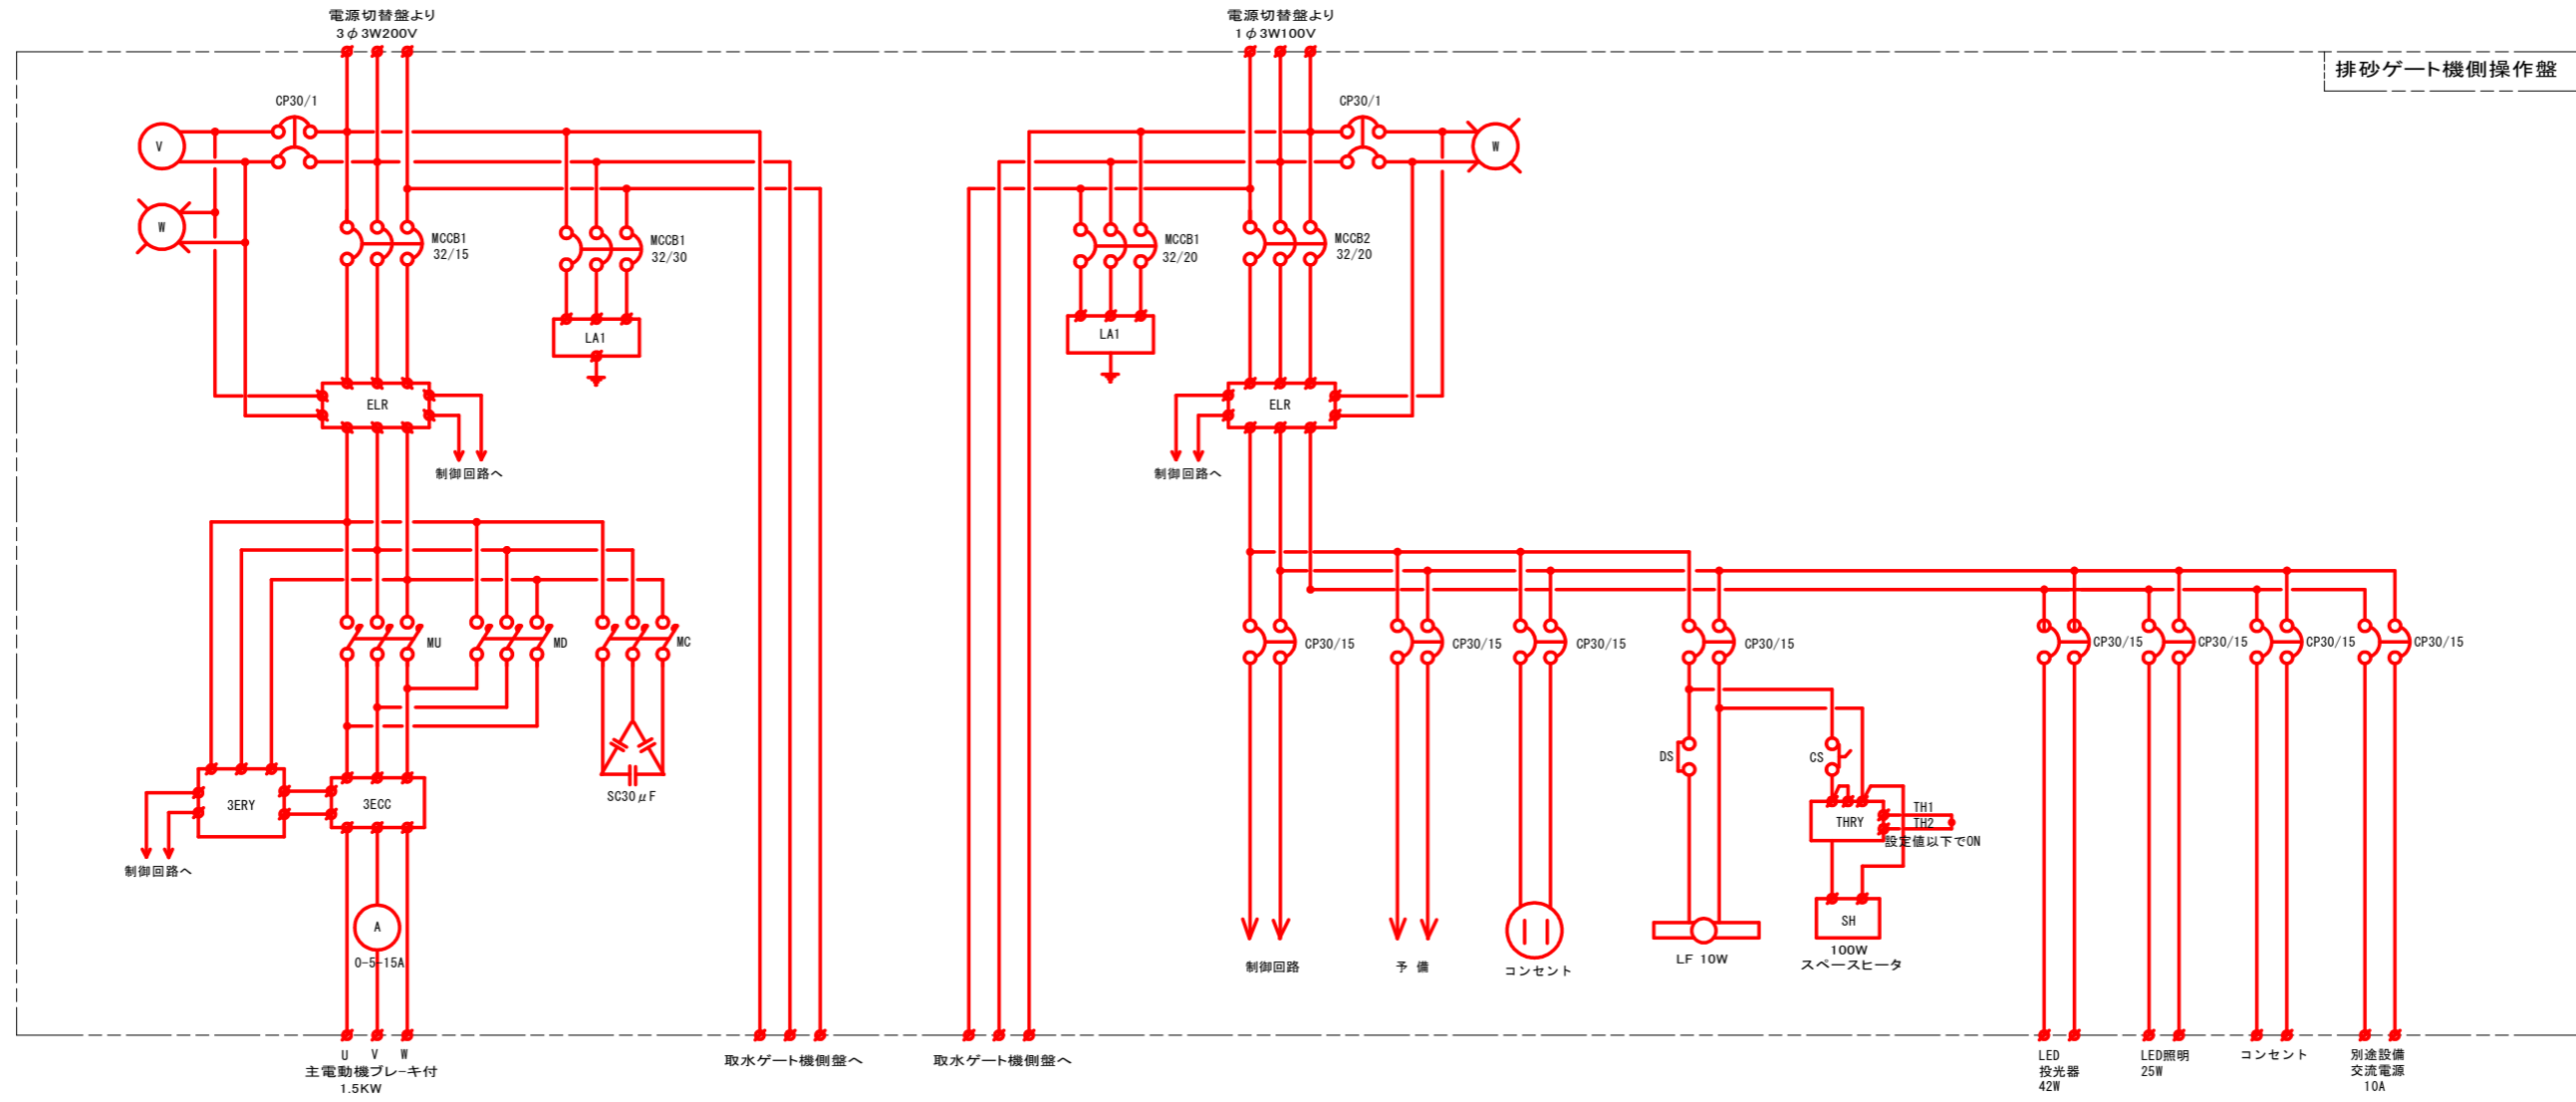 電源切替盤より
3φ3W200V
電源切替盤より
1φ3W100V
排砂ゲート機側操作盤
CP30/1
CP30/1
V
W
W
MCCB1
32/15
MCCB1
32/30
MCCB1
32/20
MCCB2
32/20
LA1
LA1
ELR
ELR
制御回路へ
制御回路へ
MU
MD
MC
CP30/15
CP30/15
CP30/15
CP30/15
CP30/15
CP30/15
CP30/15
CP30/15
DS
CS
3ERY
3ECC
SC30μF
THRY
TH1
TH2
設定値以下でON
制御回路へ
A
0-5-15A
SH
100W
スペースヒータ
制御回路
予 備
コンセント
LF 10W
U V W
主電動機ブレーキ付
1.5KW
取水ゲート機側盤へ
取水ゲート機側盤へ
LED
投光器
42W
LED照明
25W
コンセント
別途設備
交流電源
10A